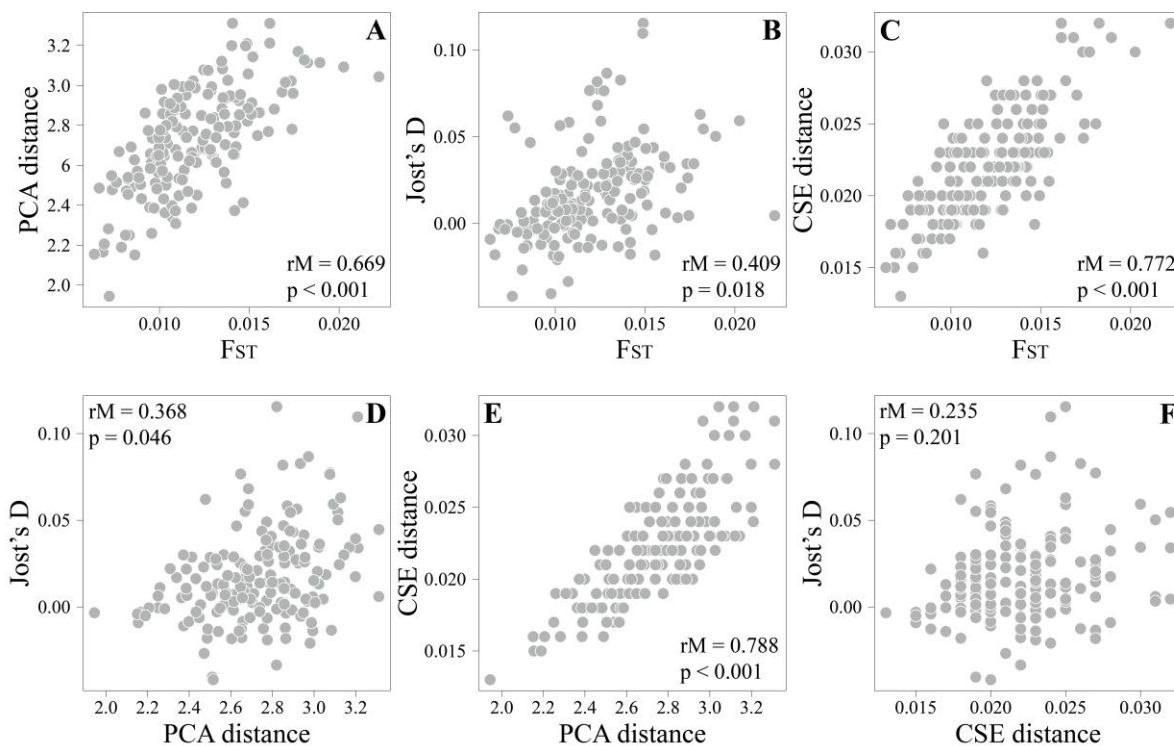 A
3.2
3.0
2.8
2.6
2.4
2.2
2.0
PCA distance
rM = 0.669
p < 0.001
0.010 0.015 0.020
FST
B
0.10
0.05
0.00
Jost's D
rM = 0.409
p = 0.018
0.010 0.015 0.020
FST
C
0.030
0.025
0.020
0.015
CSE distance
rM = 0.772
p < 0.001
0.010 0.015 0.020
FST
D
rM = 0.368
p = 0.046
0.10
0.05
0.00
Jost's D
2.0 2.2 2.4 2.6 2.8 3.0 3.2
PCA distance
E
0.030
0.025
0.020
0.015
CSE distance
rM = 0.788
p < 0.001
2.0 2.2 2.4 2.6 2.8 3.0 3.2
PCA distance
F
rM = 0.235
p = 0.201
0.10
0.05
0.00
Jost's D
0.015 0.020 0.025 0.030
CSE distance